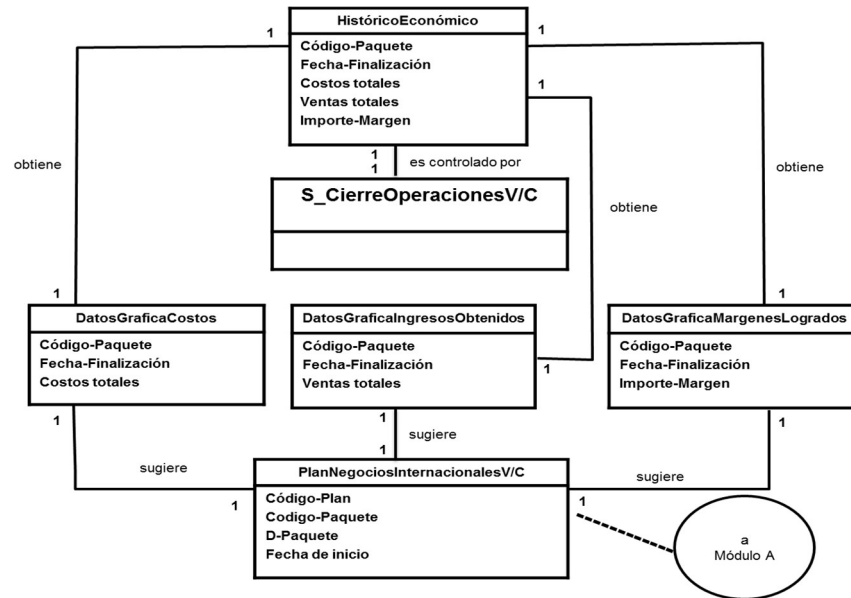 HistóricoEconómico
1
1
Código-Paquete
Fecha-Finalización
Costos totales
Ventas totales
Importe-Margen
1
1
1
es controlado por
obtiene
obtiene
S_CierreOperacionesV/C
obtiene
1
1
DatosGraficaCostos
Código-Paquete
Fecha-Finalización
Costos totales
DatosGraficaIngresosObtenidos
Código-Paquete
Fecha-Finalización
Ventas totales
1
DatosGraficaMargenesLogrados
Código-Paquete
Fecha-Finalización
Importe-Margen
1
1
1
sugiere
1
sugiere
sugiere
PlanNegociosInternacionalesV/C
1
1
Código-Plan
Codigo-Paquete
D-Paquete
Fecha de inicio
a
Módulo A